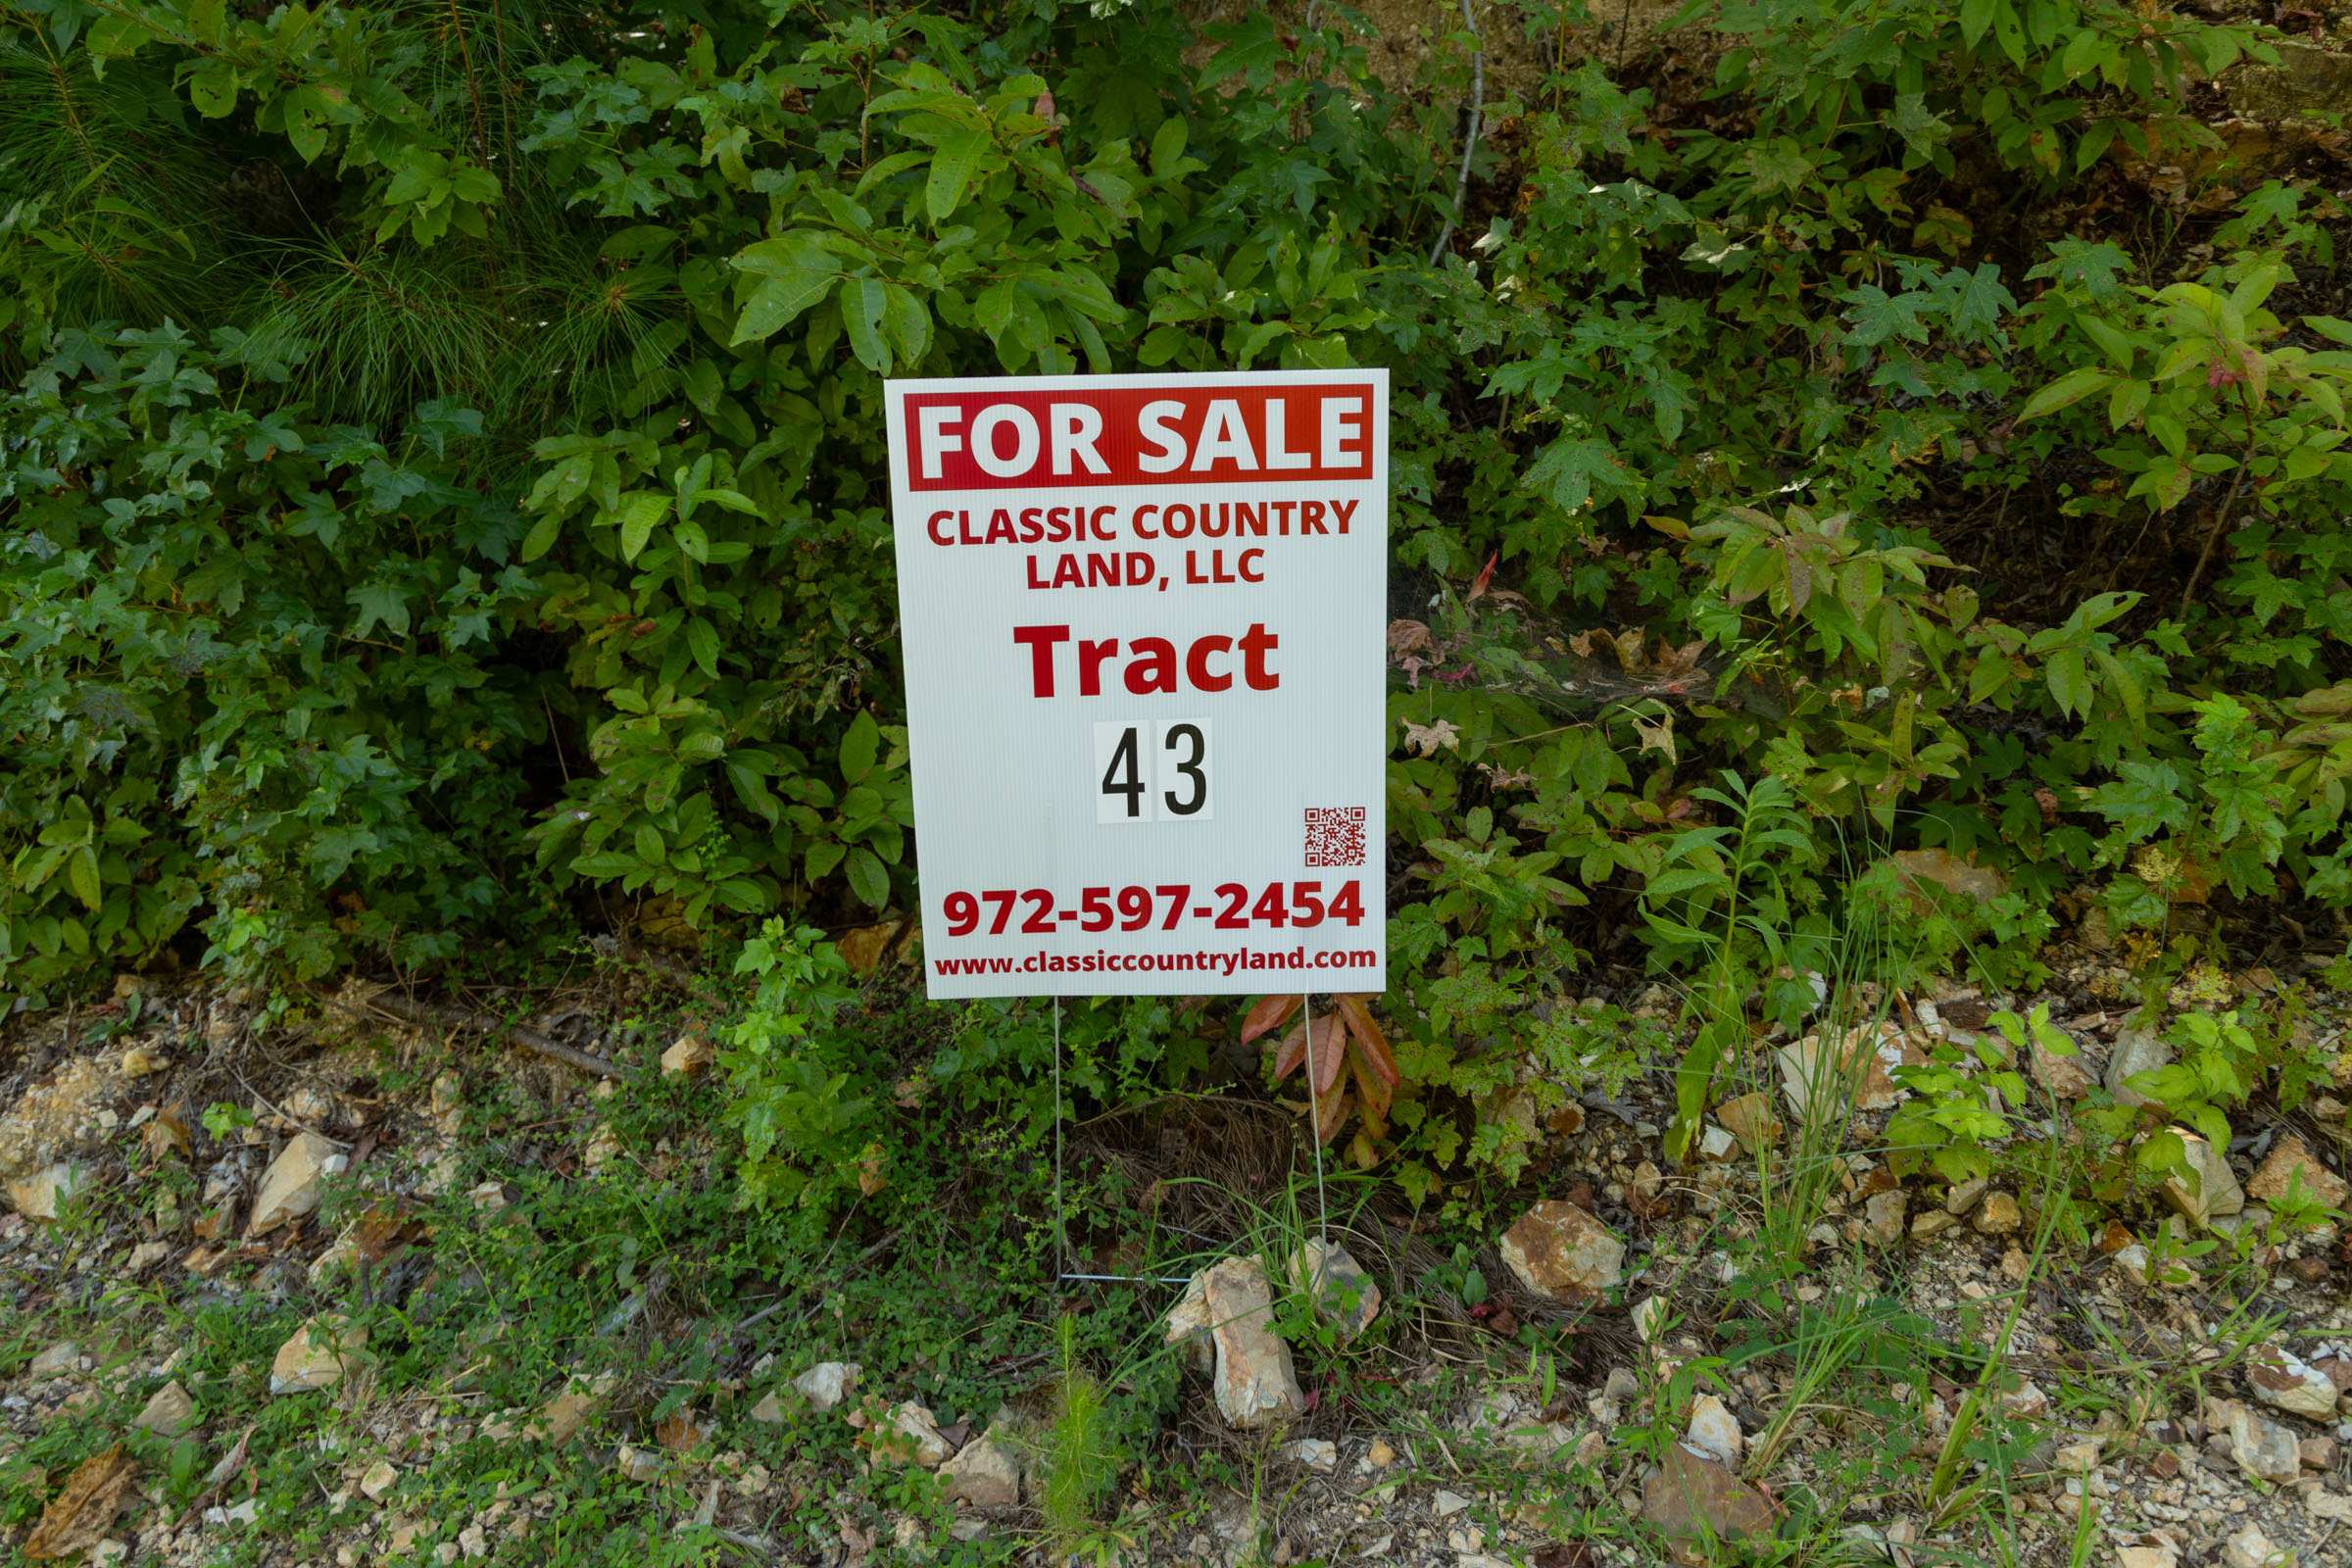 FOR SALE
CLASSIC COUNTRY
LAND, LLC
Tract
43
972-597-2454
www.classiccountryland.com